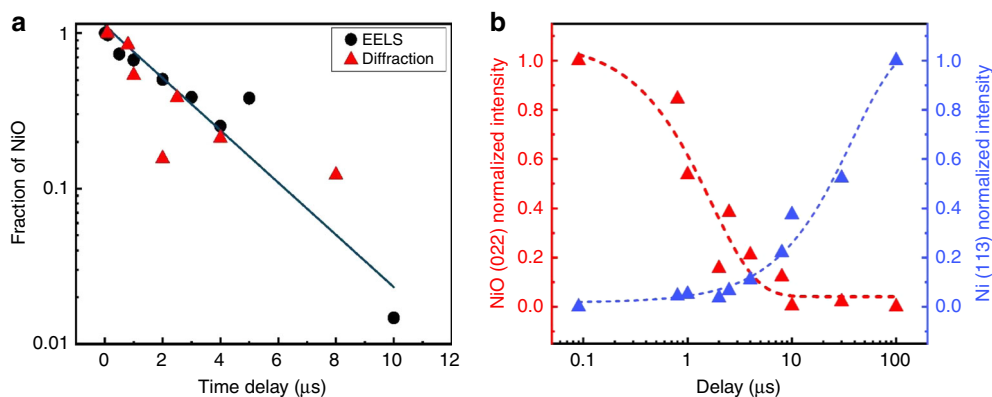 a
1
0.1
0.01
Fraction of NiO
0 2 4 6 8 10 12
Time delay (μs)
EELS
Diffraction
b
1.0
0.8
0.6
0.4
0.2
0.0
NiO (022) normalized intensity
0.1 1 10 100
Delay (μs)
1.0
0.8
0.6
0.4
0.2
0.0
Ni (113) normalized intensity